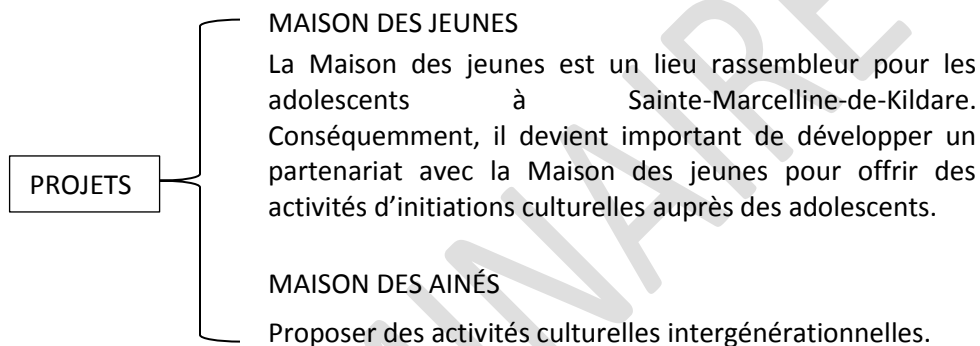 MAISON DES JEUNES
La Maison des jeunes est un lieu rassembleur pour les
adolescents à Sainte-Marcelline-de-Kildare.
Conséquemment, il devient important de développer un
partenariat avec la Maison des jeunes pour offrir des
activités d'initiations culturelles auprès des adolescents.
PROJETS
MAISON DES AINÉS
Proposer des activités culturelles intergénérationnelles.